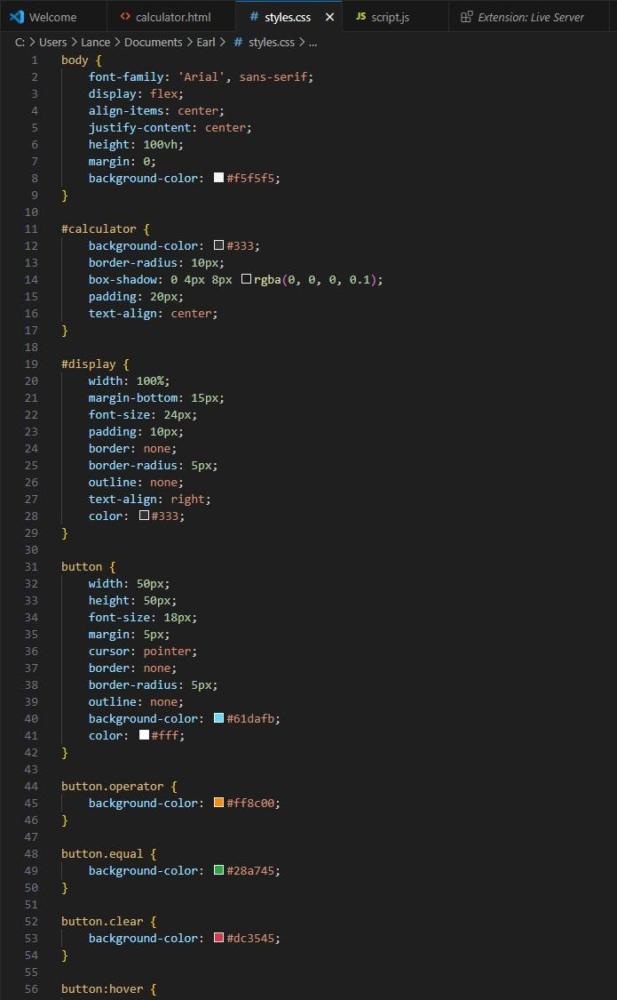 Welcome <> calculator.html # styles.css × JS script.js Extension: Live Server
C: > Users > Lance > Documents > Earl > # styles.css > ...
1 body {
2 font-family: 'Arial', sans-serif;
3 display: flex;
4 align-items: center;
5 justify-content: center;
6 height: 100vh;
7 margin: 0;
8 background-color: #f5f5f5;
9 }
10
11 #calculator {
12 background-color: #333;
13 border-radius: 10px;
14 box-shadow: 0 4px 8px rgba(0, 0, 0, 0.1);
15 padding: 20px;
16 text-align: center;
17 }
18
19 #display {
20 width: 100%;
21 margin-bottom: 15px;
22 font-size: 24px;
23 padding: 10px;
24 border: none;
25 border-radius: 5px;
26 outline: none;
27 text-align: right;
28 color: #333;
29 }
30
31 button {
32 width: 50px;
33 height: 50px;
34 font-size: 18px;
35 margin: 5px;
36 cursor: pointer;
37 border: none;
38 border-radius: 5px;
39 outline: none;
40 background-color: #61dafb;
41 color: #fff;
42 }
43
44 button.operator {
45 background-color: #ff8c00;
46 }
47
48 button.equal {
49 background-color: #28a745;
50 }
51
52 button.clear {
53 background-color: #dc3545;
54 }
55
56 button:hover {